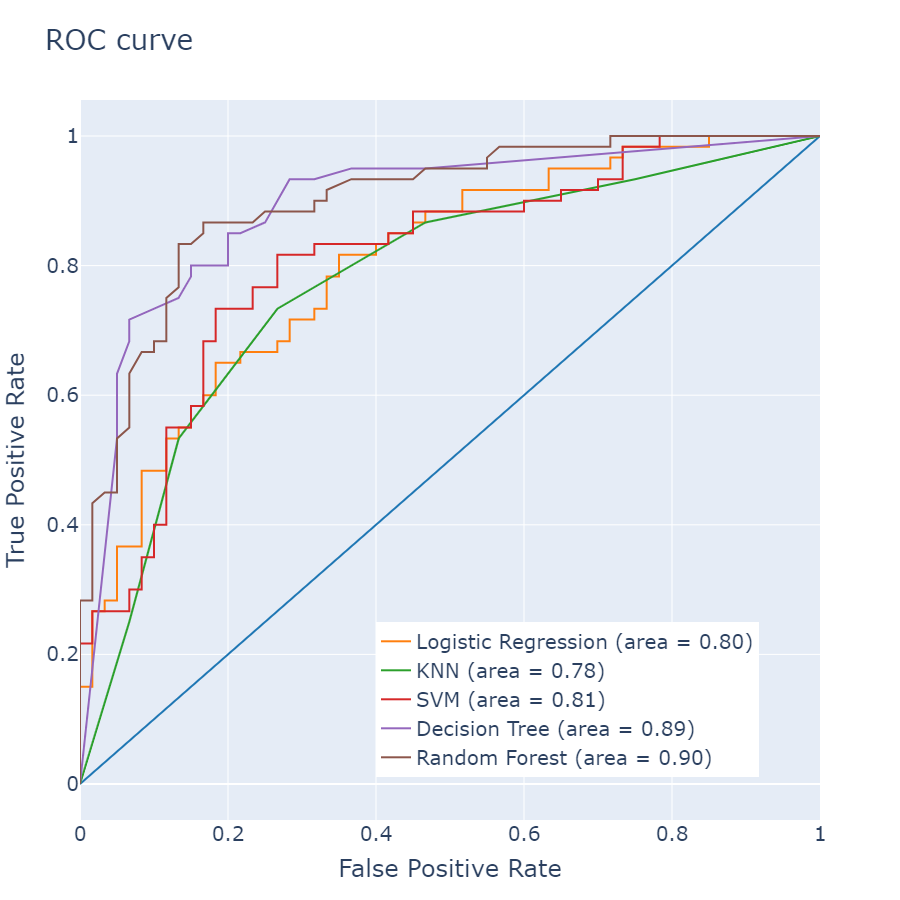 ROC curve
True Positive Rate
1
0.8
0.6
0.4
0.2
0
Logistic Regression (area = 0.80)
KNN (area = 0.78)
SVM (area = 0.81)
Decision Tree (area = 0.89)
Random Forest (area = 0.90)
0 0.2 0.4 0.6 0.8 1
False Positive Rate